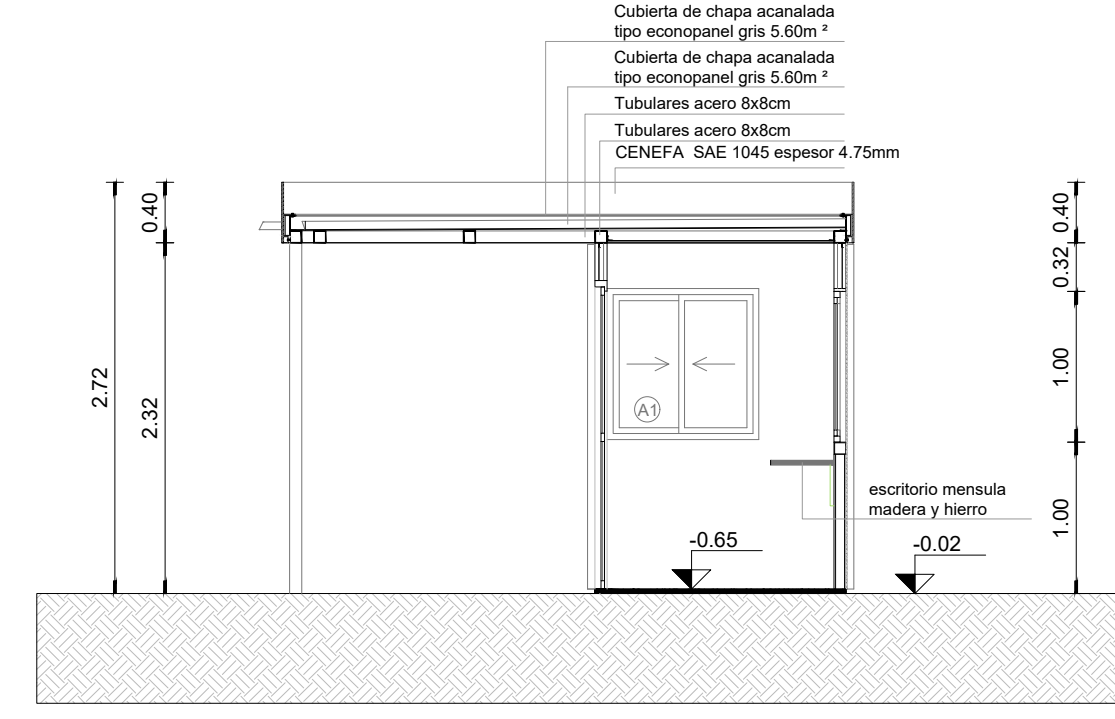 Cubierta de chapa acanalada
tipo econopanel gris 5.60m ²
Cubierta de chapa acanalada
tipo econopanel gris 5.60m ²
Tubulares acero 8x8cm
Tubulares acero 8x8cm
CENEFA SAE 1045 espesor 4.75mm
0.40
2.72
2.32
A1
0.40
0.32
1.00
1.00
escritorio mensula
madera y hierro
-0.65
-0.02